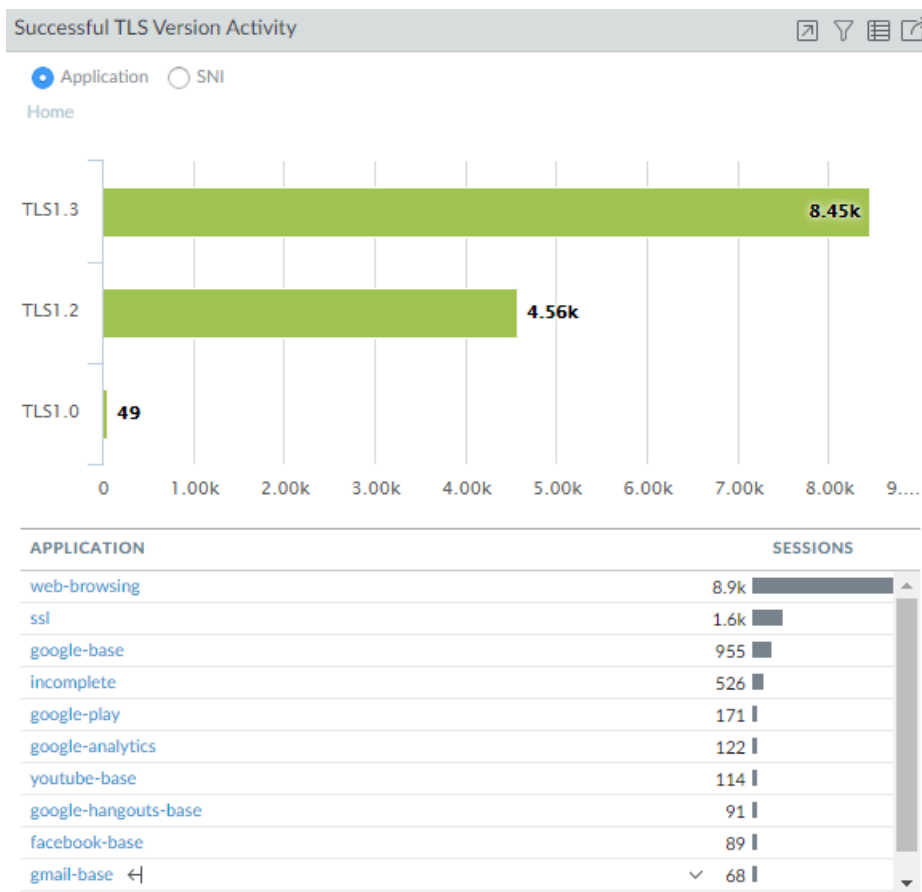 Successful TLS Version Activity
Application SNI
Home
TLS1.3 8.45k
TLS1.2 4.56k
TLS1.0 49
0 1.00k 2.00k 3.00k 4.00k 5.00k 6.00k 7.00k 8.00k 9....
APPLICATION SESSIONS
web-browsing 8.9k
ssl 1.6k
google-base 955
incomplete 526
google-play 171
google-analytics 122
youtube-base 114
google-hangouts-base 91
facebook-base 89
gmail-base 68